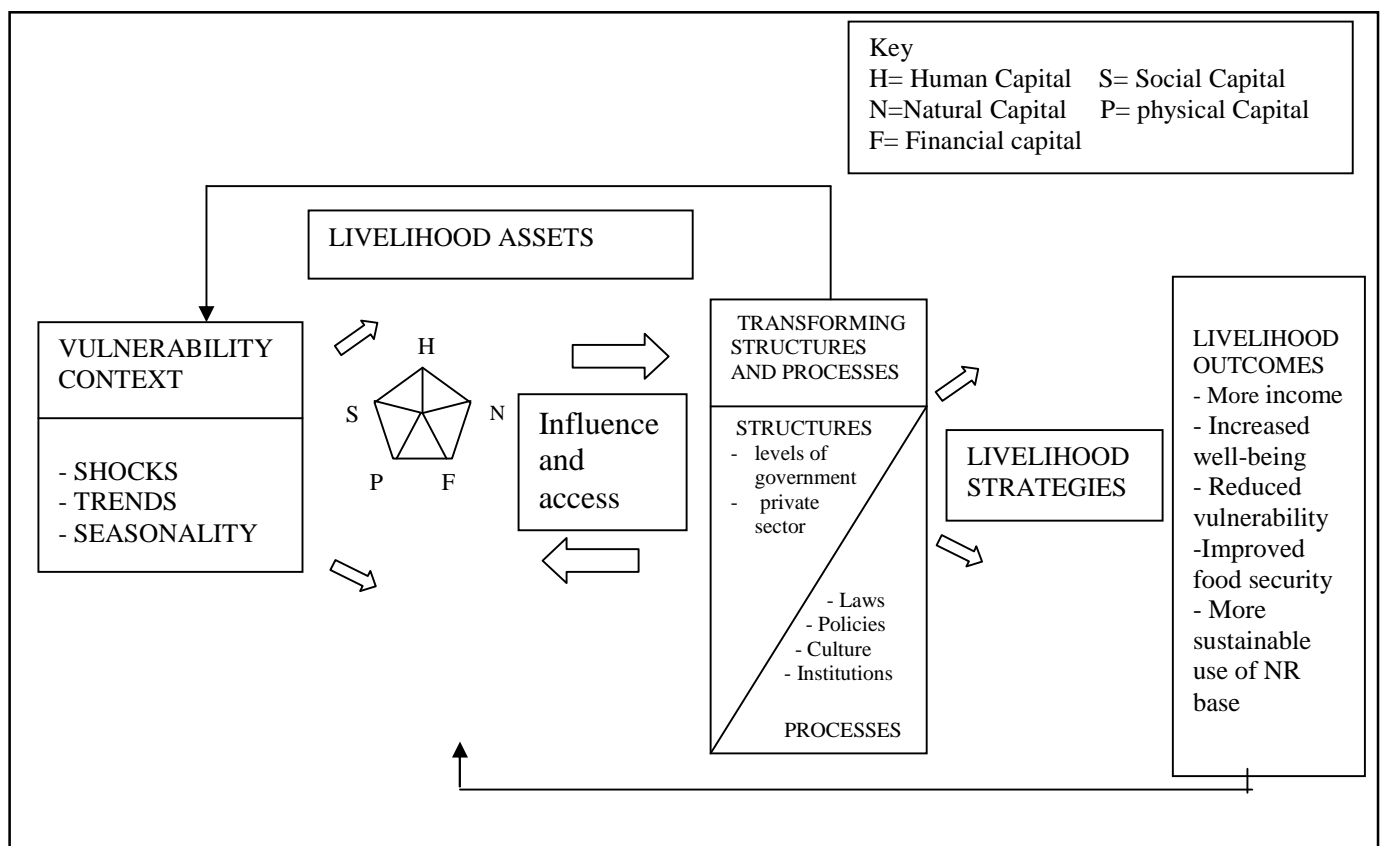 Key
H= Human Capital S= Social Capital
N=Natural Capital P= physical Capital
F= Financial capital
LIVELIHOOD ASSETS
VULNERABILITY
CONTEXT
- SHOCKS
- TRENDS
- SEASONALITY
H
S
N
P
F
Influence
and
access
TRANSFORMING
STRUCTURES
AND PROCESSES
STRUCTURES
- levels of
government
- private
sector
- Laws
- Policies
- Culture
- Institutions
PROCESSES
LIVELIHOOD
STRATEGIES
LIVELIHOOD
OUTCOMES
- More income
- Increased
well-being
- Reduced
vulnerability
-Improved
food security
- More
sustainable
use of NR
base